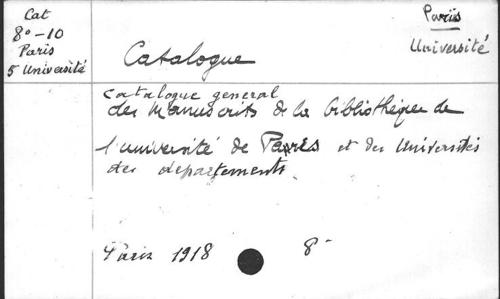 Cat
8°-10
Paris
5 Université
Paris
Université
Catalogue
catalogue general
des Manuscrits de la bibliothèque de
l'université de Paris et des Universités
des departements
Paris 1918 8°